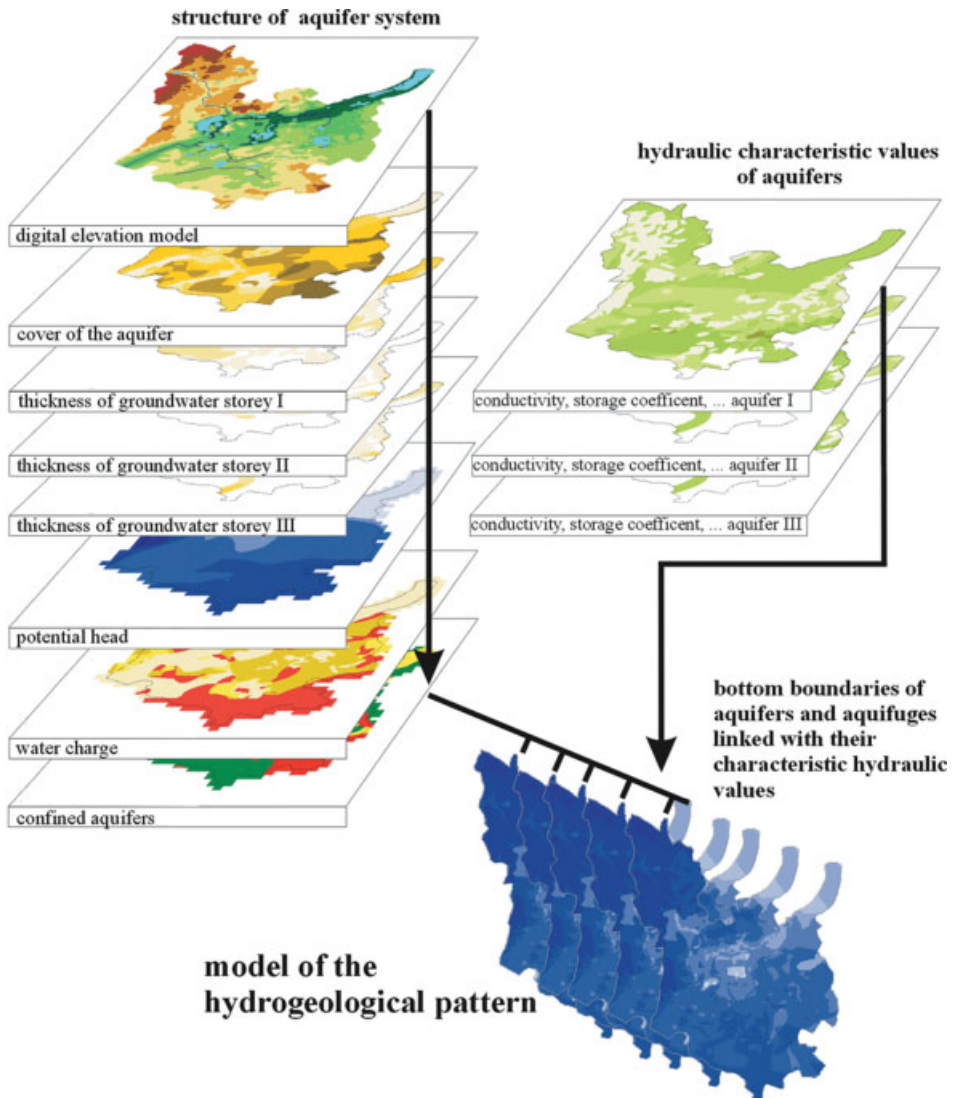 structure of aquifer system
digital elevation model
cover of the aquifer
thickness of groundwater storey I
thickness of groundwater storey II
thickness of groundwater storey III
potential head
water charge
confined aquifers
hydraulic characteristic values
of aquifers
conductivity, storage coefficent, ... aquifer I
conductivity, storage coefficent, ... aquifer II
conductivity, storage coefficent, ... aquifer III
bottom boundaries of
aquifers and aquifuges
linked with their
characteristic hydraulic
values
model of the
hydrogeological pattern